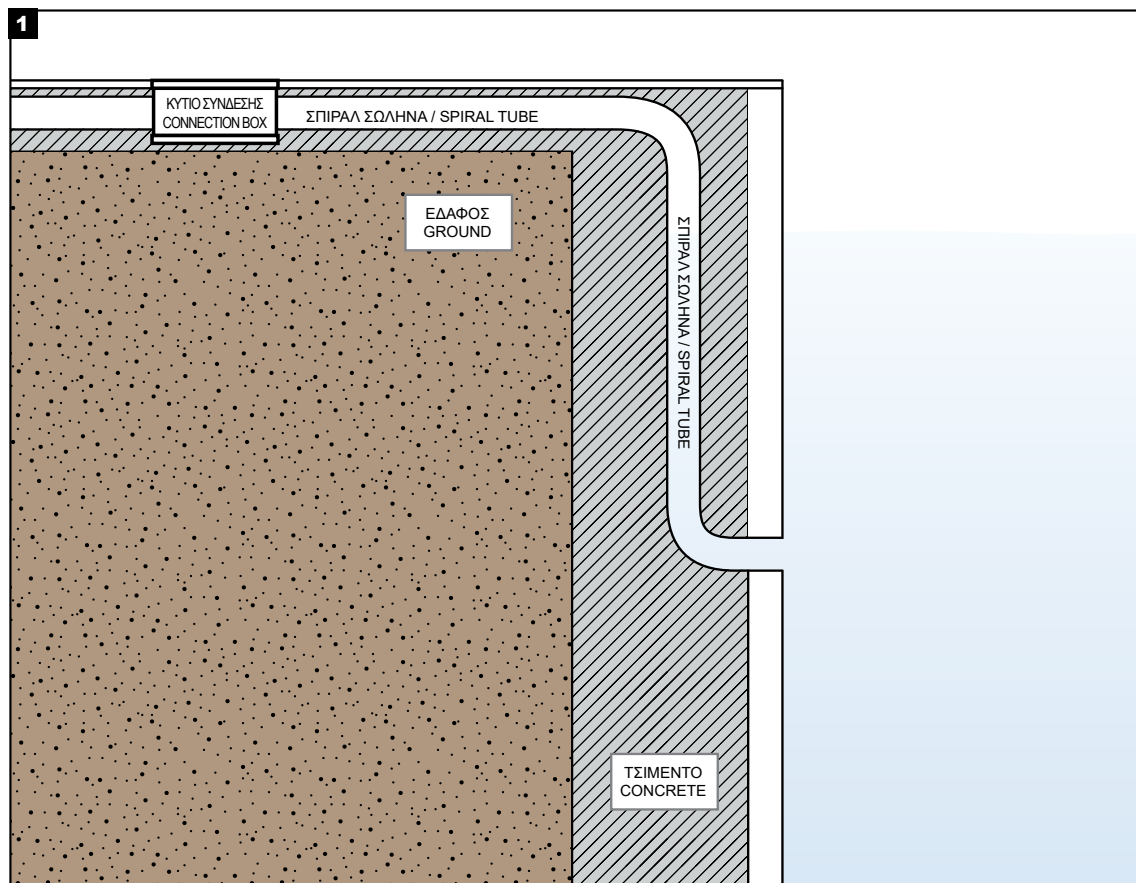 1
ΚΥΤΙΟ ΣΥΝΔΕΣΗΣ
CONNECTION BOX
ΣΠΙΡΑΛ ΣΩΛΗΝΑ / SPIRAL TUBE
ΕΔΑΦΟΣ
GROUND
ΣΠΙΡΑΛ ΣΩΛΗΝΑ / SPIRAL TUBE
ΤΣΙΜΕΝΤΟ
CONCRETE